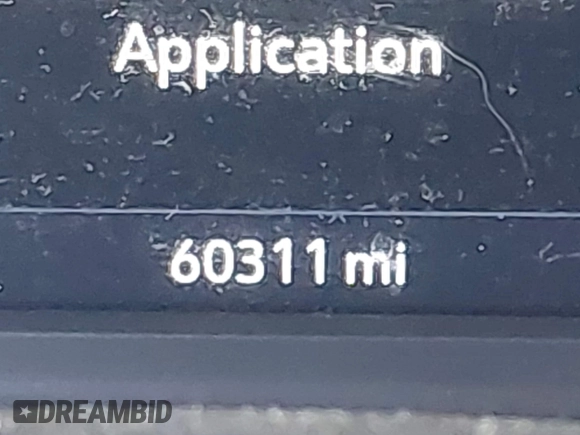 Application
60311 mi
DREAMBID